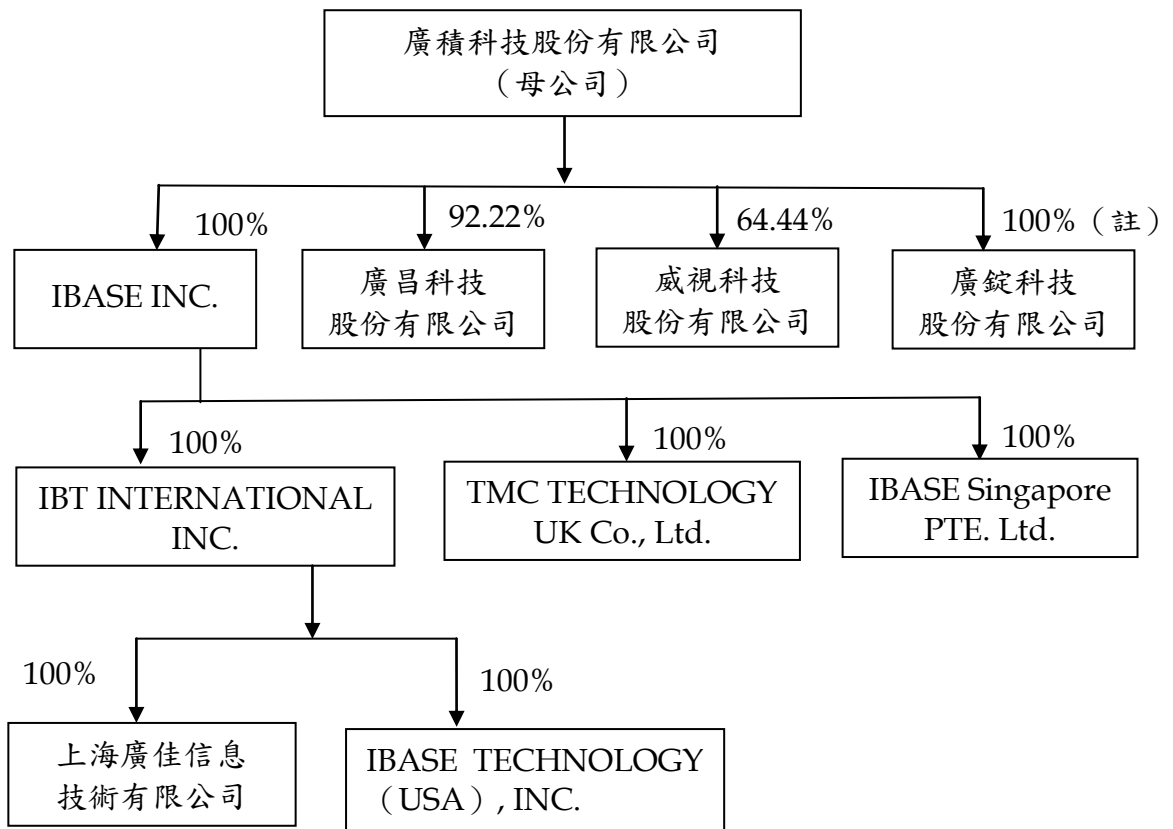 廣積科技股份有限公司
（母公司）
100%
92.22%
64.44%
100%（註）
IBASE INC.
廣昌科技
股份有限公司
威視科技
股份有限公司
廣錠科技
股份有限公司
100%
100%
100%
IBT INTERNATIONAL
INC.
TMC TECHNOLOGY
UK Co., Ltd.
IBASE Singapore
PTE. Ltd.
100%
100%
上海廣佳信息
技術有限公司
IBASE TECHNOLOGY
（USA）, INC.